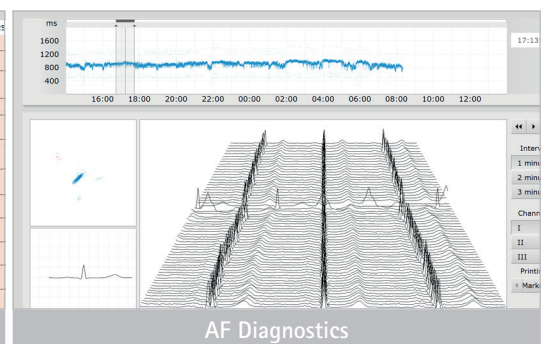 ms
1600
1200
800
400
16:00 18:00 20:00 22:00 00:00 02:00 04:00 06:00 08:00 10:00 12:00
17:13:
Interv
1 minu
2 minu
3 minu
Chann
I
II
III
Printi
Mark
AF Diagnostics